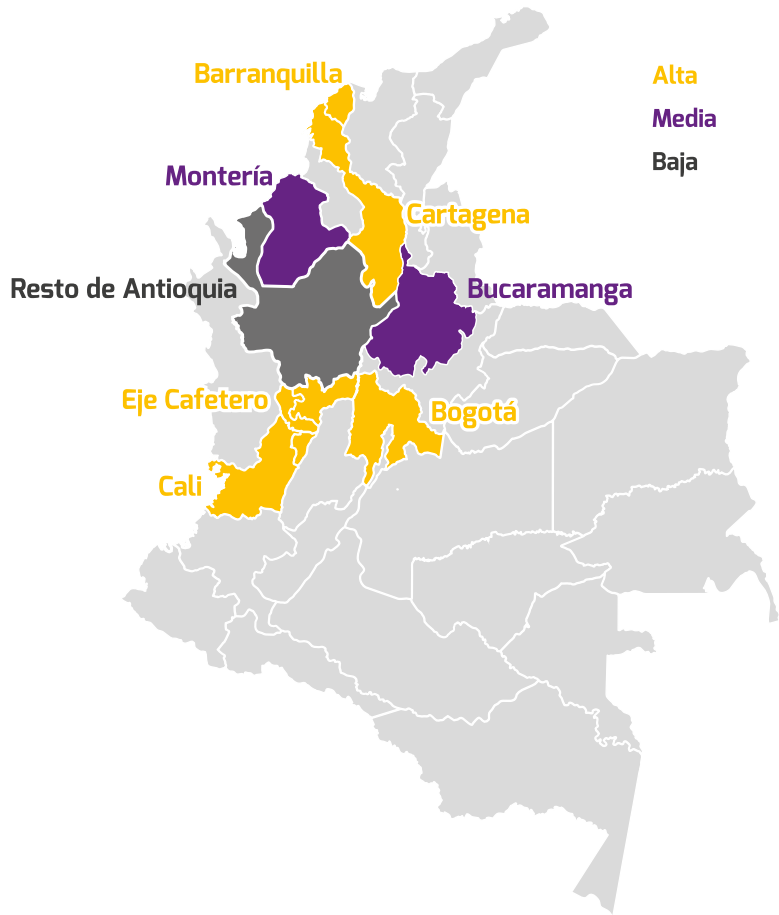 Barranquilla
Alta
Media
Baja
Montería
Cartagena
Resto de Antioquia
Bucaramanga
Eje Cafetero
Bogotá
Cali